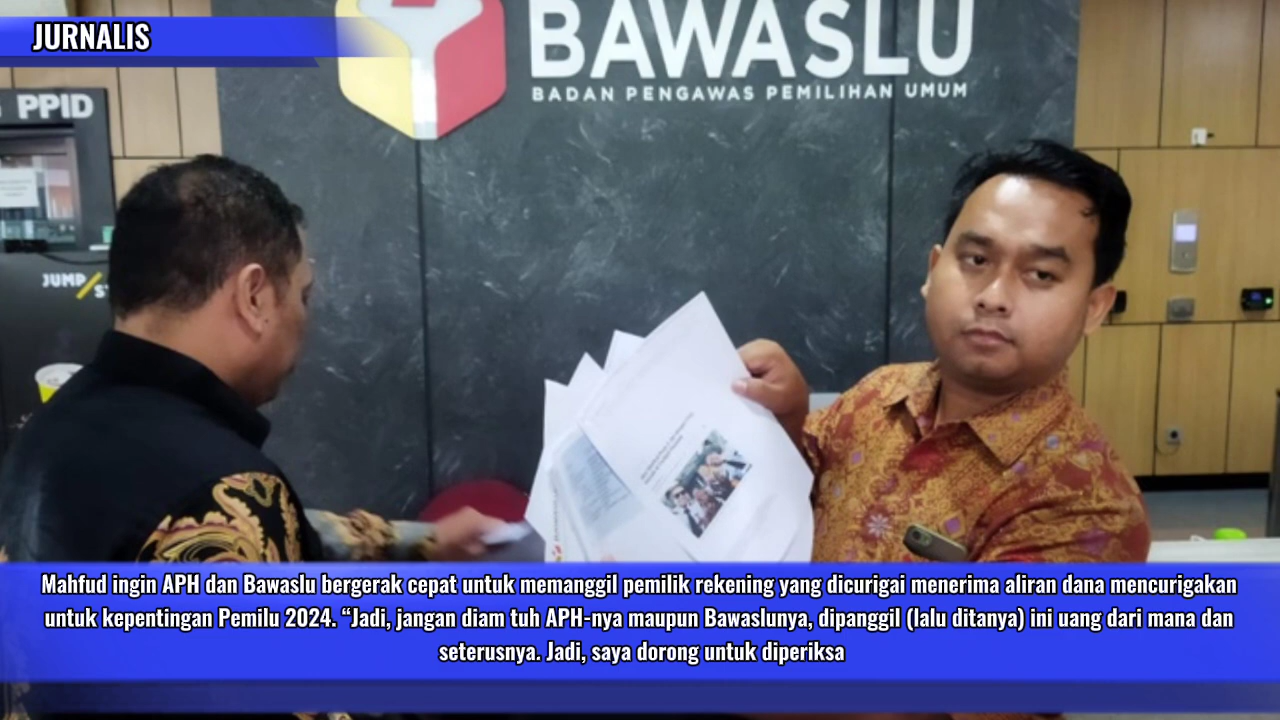 JURNALIS
BAWASLU
BADAN PENGAWAS PEMILIHAN UMUM
PPID
JUMP
Mahfud ingin APH dan Bawaslu bergerak cepat untuk memanggil pemilik rekening yang dicurigai menerima aliran dana mencurigakan
untuk kepentingan Pemilu 2024. “Jadi, jangan diam tuh APH-nya maupun Bawaslunya, dipanggil (lalu ditanya) ini uang dari mana dan
seterusnya. Jadi, saya dorong untuk diperiksa